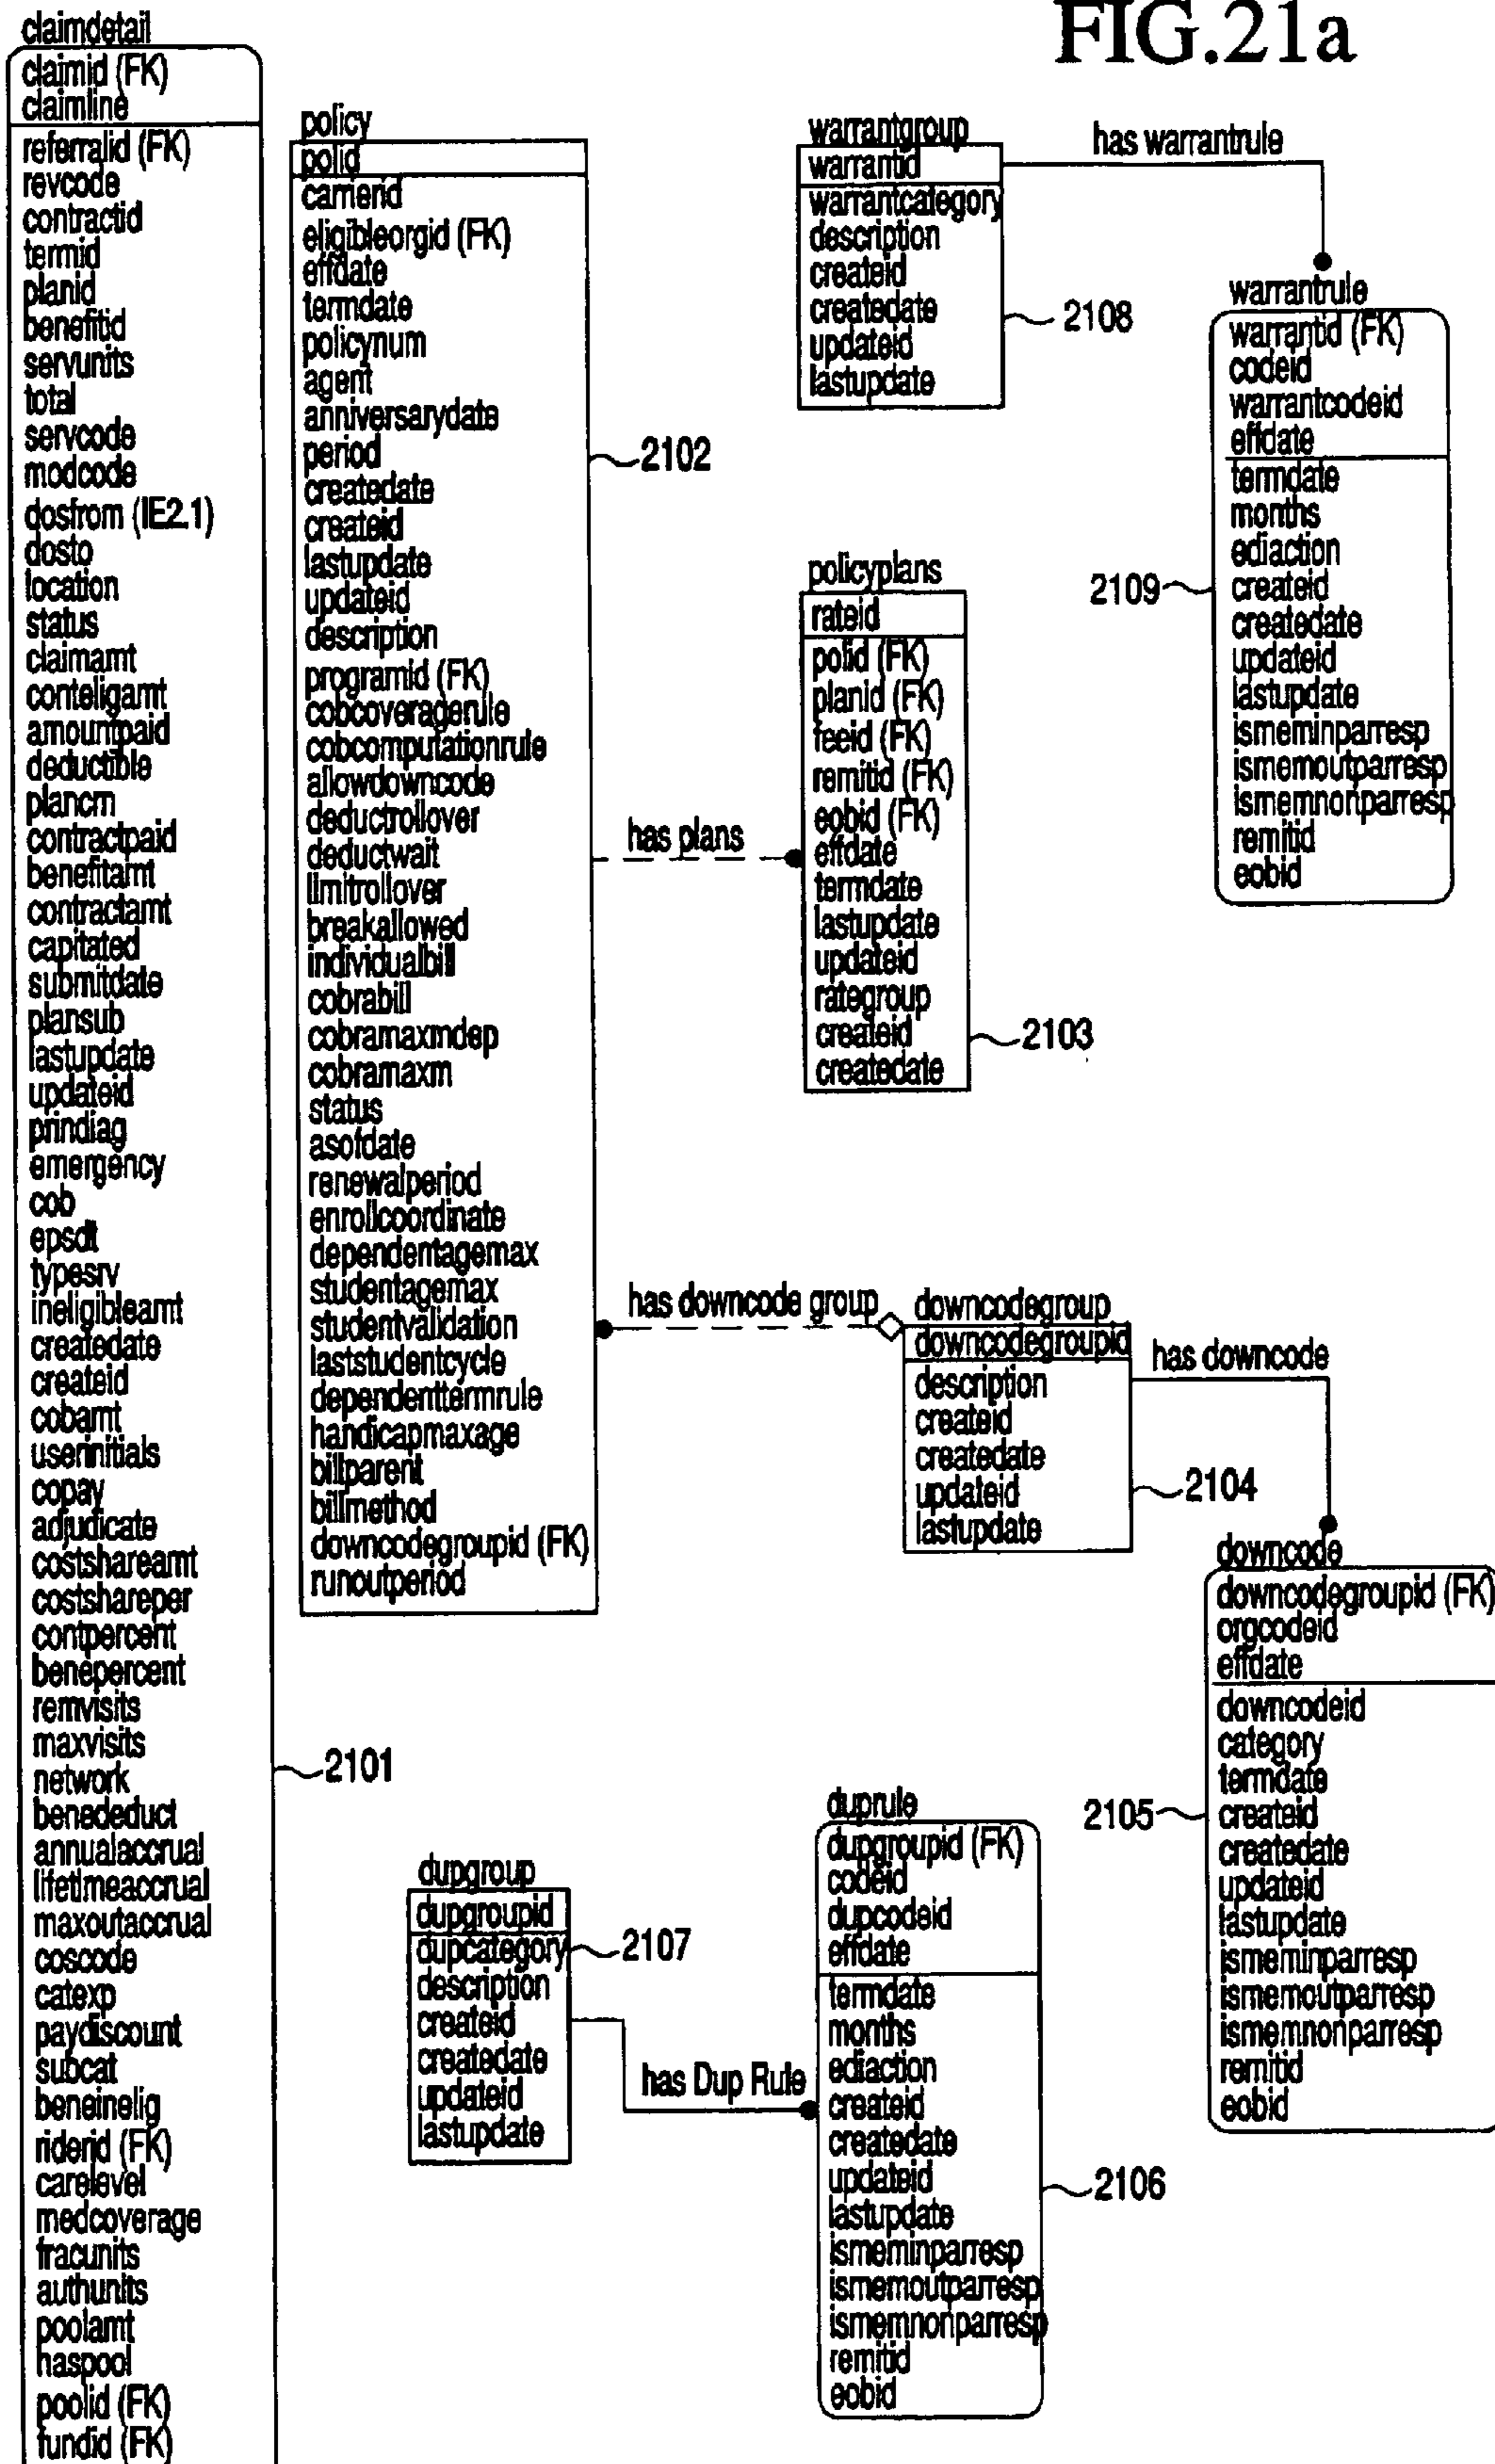 FIG.21a
claimdetail
claimid (FK)
claimline
referralid (FK)
revcode
contractid
termid
planid
benefitid
servunits
total
servcode
modcode
dosfrom (IE2.1)
dosto
location
status
claimamt
conteligamt
amountpaid
deductible
plancm
contractpaid
benefitamt
contractamt
capitated
submitdate
plansub
lastupdate
updateid
prindiag
emergency
cob
epsdt
typesrv
ineligibleamt
createdate
createid
cobamt
userinitials
copay
adjudicate
costshareamt
costshareper
contpercent
benepercent
remvisits
maxvisits
network
benededuct
annualaccrual
lifetimeaccrual
maxoutaccrual
coscode
catexp
paydiscount
subcat
beneinelig
riderid (FK)
carelevel
medcoverage
fracunits
authunits
poolamt
haspool
poolid (FK)
fundid (FK)
2101
policy
polid
carrierid
eligibleorgid (FK)
effdate
termdate
policynum
agent
anniversarydate
period
createdate
createid
lastupdate
updateid
description
programid (FK)
cobcoveragerule
cobcomputationrule
allowdowncode
deductrollover
deductwait
limitrollover
breakallowed
individualbill
cobrabill
cobramaxmdep
cobramaxm
status
asofdate
renewalperiod
enrollcoordinate
dependentagemax
studentagemax
studentvalidation
laststudentcycle
dependenttermrule
handicapmaxage
billparent
billmethod
downcodegroupid (FK)
runoutperiod
2102
warrantgroup
warrantid
warrantcategory
description
createid
createdate
updateid
lastupdate
2108
has warrantrule
warrantrule
warrantid (FK)
codeid
warrantcodeid
effdate
termdate
months
ediaction
createid
createdate
updateid
lastupdate
ismeminparresp
ismemoutparresp
ismemnonparresp
remitid
eobid
2109
has plans
policyplans
rateid
polid (FK)
planid (FK)
feeid (FK)
remitid (FK)
eobid (FK)
effdate
termdate
lastupdate
updateid
rategroup
createid
createdate
2103
has downcode group
downcodegroup
downcodegroupid
description
createid
createdate
updateid
lastupdate
2104
has downcode
downcode
downcodegroupid (FK)
orgcodeid
effdate
downcodeid
category
termdate
createid
createdate
updateid
lastupdate
ismeminparresp
ismemoutparresp
ismemnonparresp
remitid
eobid
2105
dupgroup
dupgroupid
dupcategory
description
createid
createdate
updateid
lastupdate
2107
has Dup Rule
duprule
dupgroupid (FK)
codeid
dupcodeid
effdate
termdate
months
ediaction
createid
createdate
updateid
lastupdate
ismeminparresp
ismemoutparresp
ismemnonparresp
remitid
eobid
2106